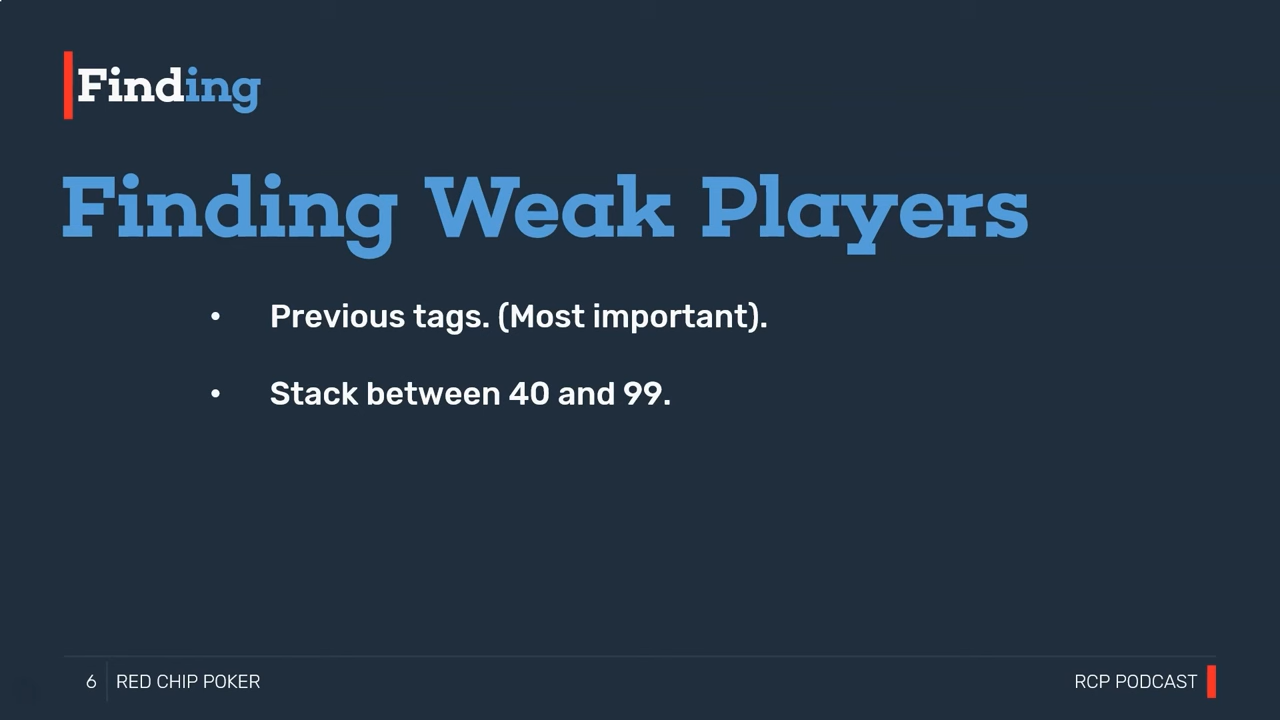 Finding
Finding Weak Players
• Previous tags. (Most important).
• Stack between 40 and 99.
6 RED CHIP POKER
RCP PODCAST